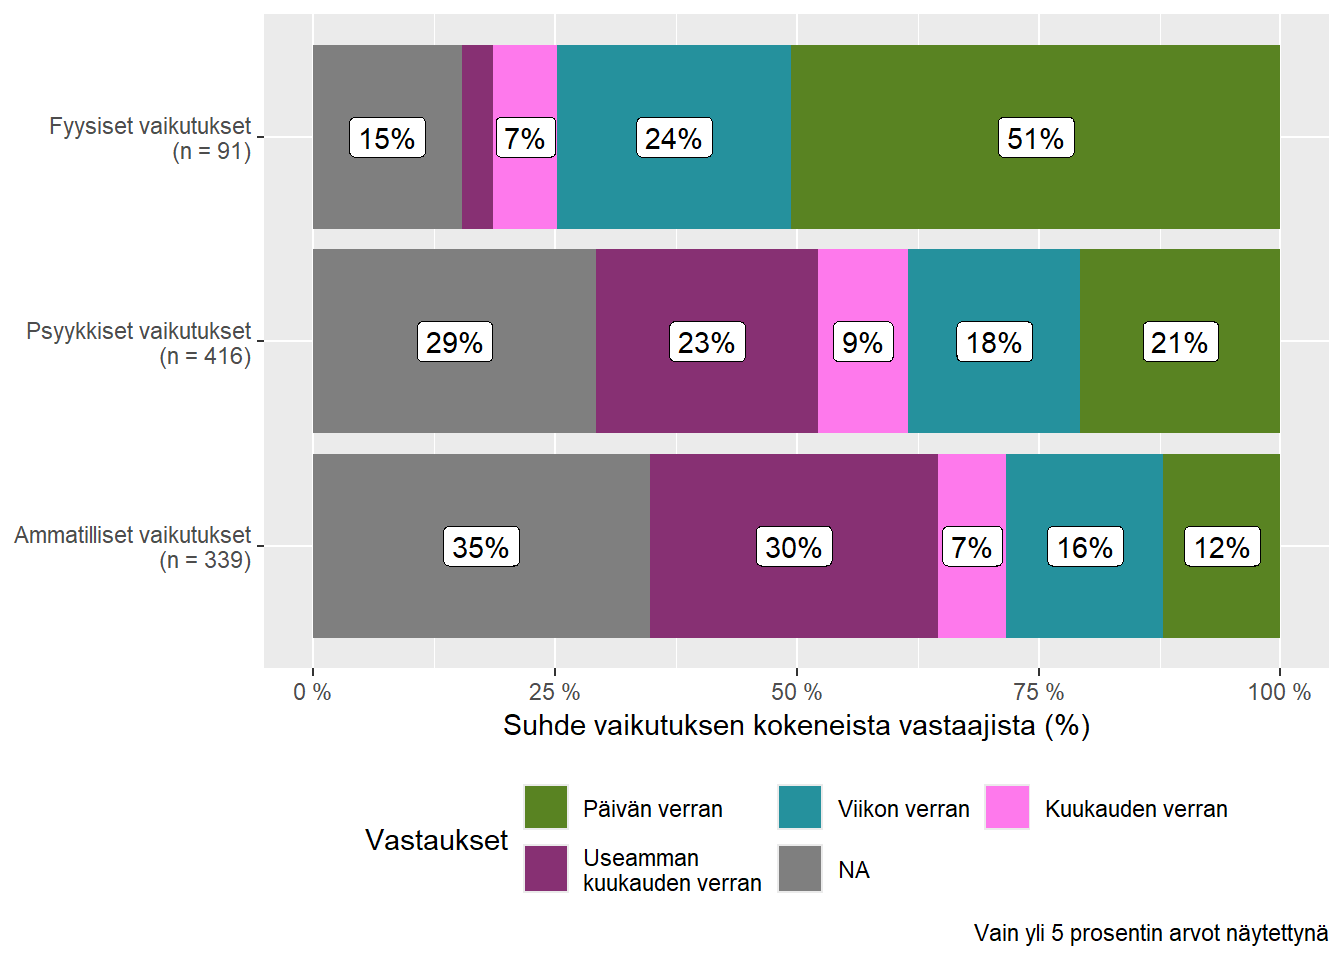 Fyysiset vaikutukset
(n = 91)
15%
7%
24%
51%
Psyykkiset vaikutukset
(n = 416)
29%
23%
9%
18%
21%
Ammatilliset vaikutukset
(n = 339)
35%
30%
7%
16%
12%
0 %
25 %
50 %
75 %
100 %
Suhde vaikutuksen kokeneista vastaajista (%)
Vastaukset
Päivän verran
Viikon verran
Kuukauden verran
Useamman
kuukauden verran
NA
Vain yli 5 prosentin arvot näytettynä